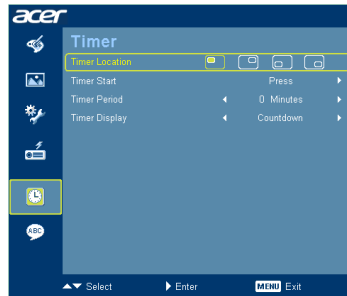 acer
Timer
Timer Location
Timer Start Press
Timer Period 0 Minutes
Timer Display Countdown
ABC
Select Enter MENU Exit